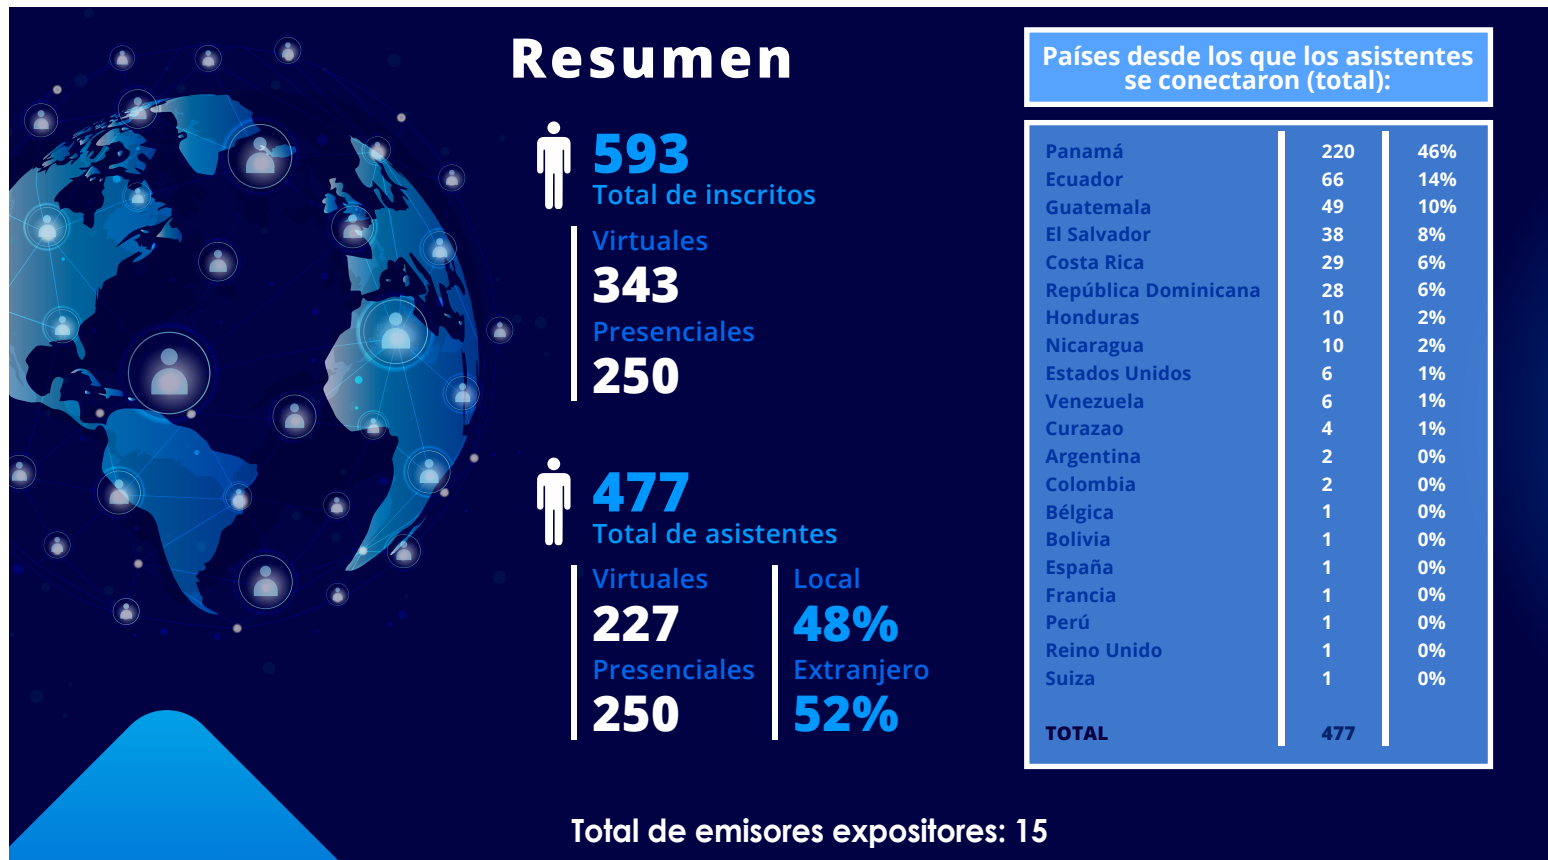 Resumen
593
Total de inscritos
Virtuales
343
Presenciales
250
477
Total de asistentes
Virtuales
227
Presenciales
250
Local
48%
Extranjero
52%
Países desde los que los asistentes
se conectaron (total):
Panamá 220 46%
Ecuador 66 14%
Guatemala 49 10%
El Salvador 38 8%
Costa Rica 29 6%
República Dominicana 28 6%
Honduras 10 2%
Nicaragua 10 2%
Estados Unidos 6 1%
Venezuela 6 1%
Curazao 4 1%
Argentina 2 0%
Colombia 2 0%
Bélgica 1 0%
Bolivia 1 0%
España 1 0%
Francia 1 0%
Perú 1 0%
Reino Unido 1 0%
Suiza 1 0%
TOTAL 477
Total de emisores expositores: 15